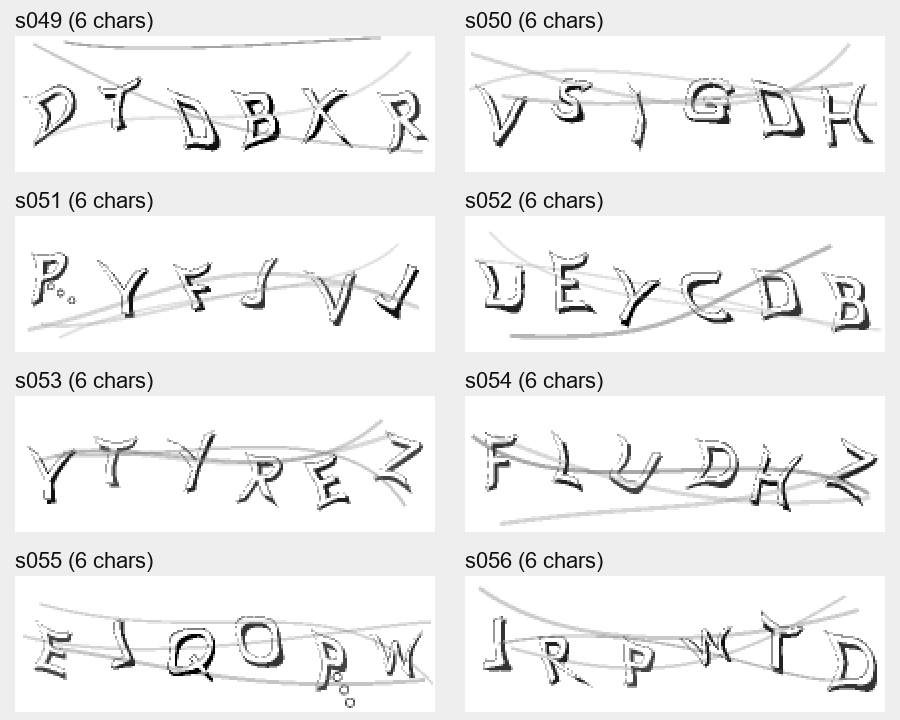 s049 (6 chars)
s050 (6 chars)
DTDBXR
VSIGDH
s051 (6 chars)
s052 (6 chars)
PYFJVJ
UEYCDB
s053 (6 chars)
s054 (6 chars)
YTYREZ
FLUDHZ
s055 (6 chars)
s056 (6 chars)
EJQOPW
IRPWTD